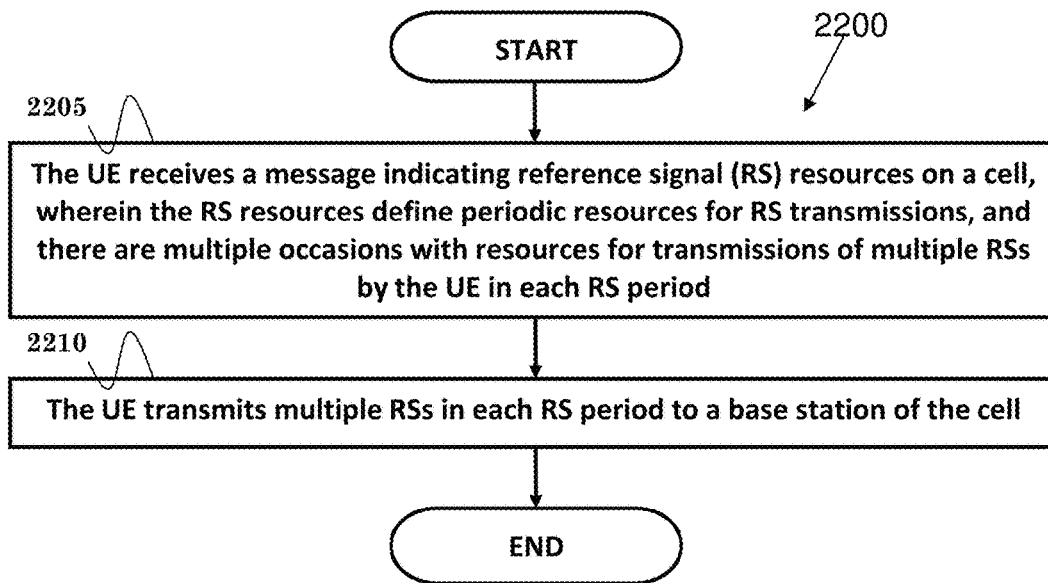 START
2200
2205
The UE receives a message indicating reference signal (RS) resources on a cell,
wherein the RS resources define periodic resources for RS transmissions, and
there are multiple occasions with resources for transmissions of multiple RSs
by the UE in each RS period
2210
The UE transmits multiple RSs in each RS period to a base station of the cell
END